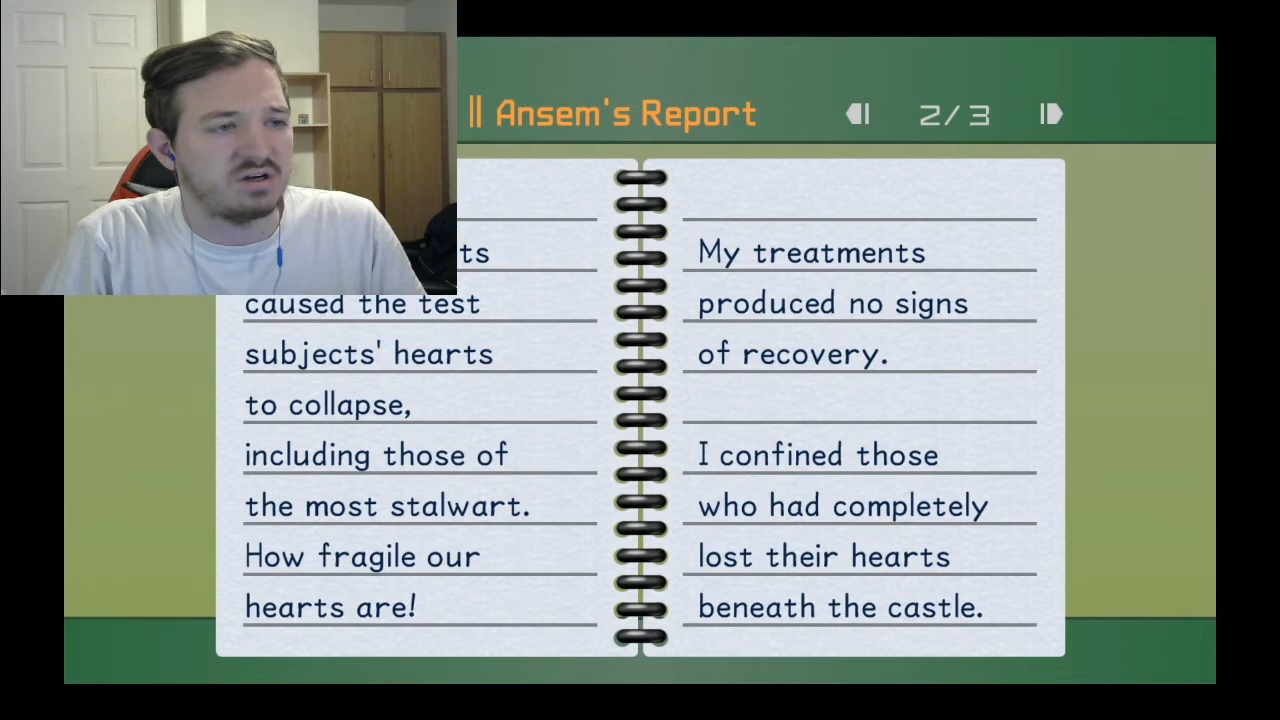 Ansem's Report
2/3
ts
caused the test
subjects' hearts
to collapse,
including those of
the most stalwart.
How fragile our
hearts are!
My treatments
produced no signs
of recovery.
I confined those
who had completely
lost their hearts
beneath the castle.